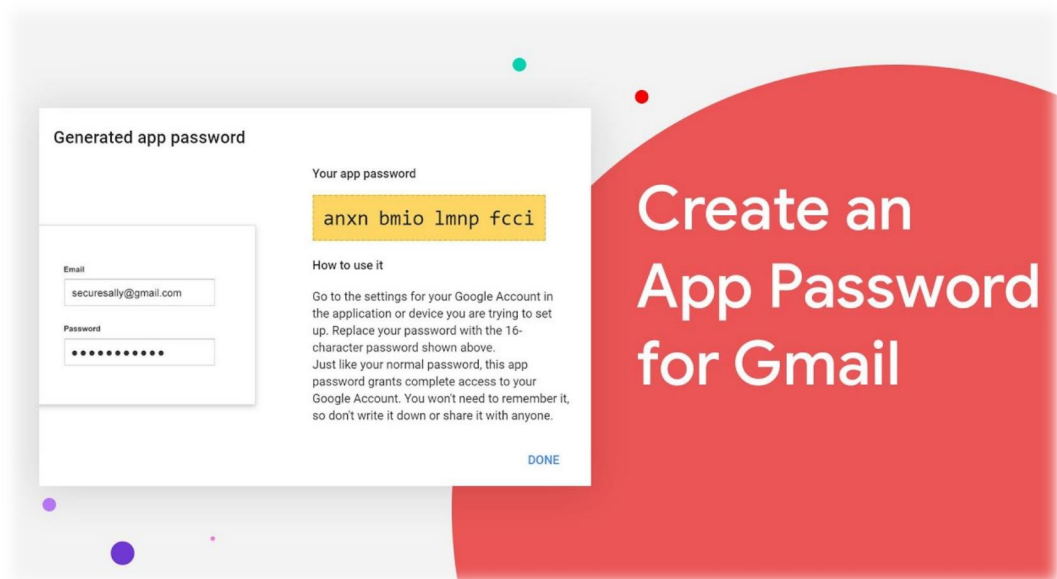 Generated app password
Your app password
anxn bmio lmnp fcci
How to use it
Email
securesally@gmail.com
Password
Go to the settings for your Google Account in
the application or device you are trying to set
up. Replace your password with the 16-
character password shown above.
Just like your normal password, this app
password grants complete access to your
Google Account. You won't need to remember it,
so don't write it down or share it with anyone.
DONE
Create an
App Password
for Gmail